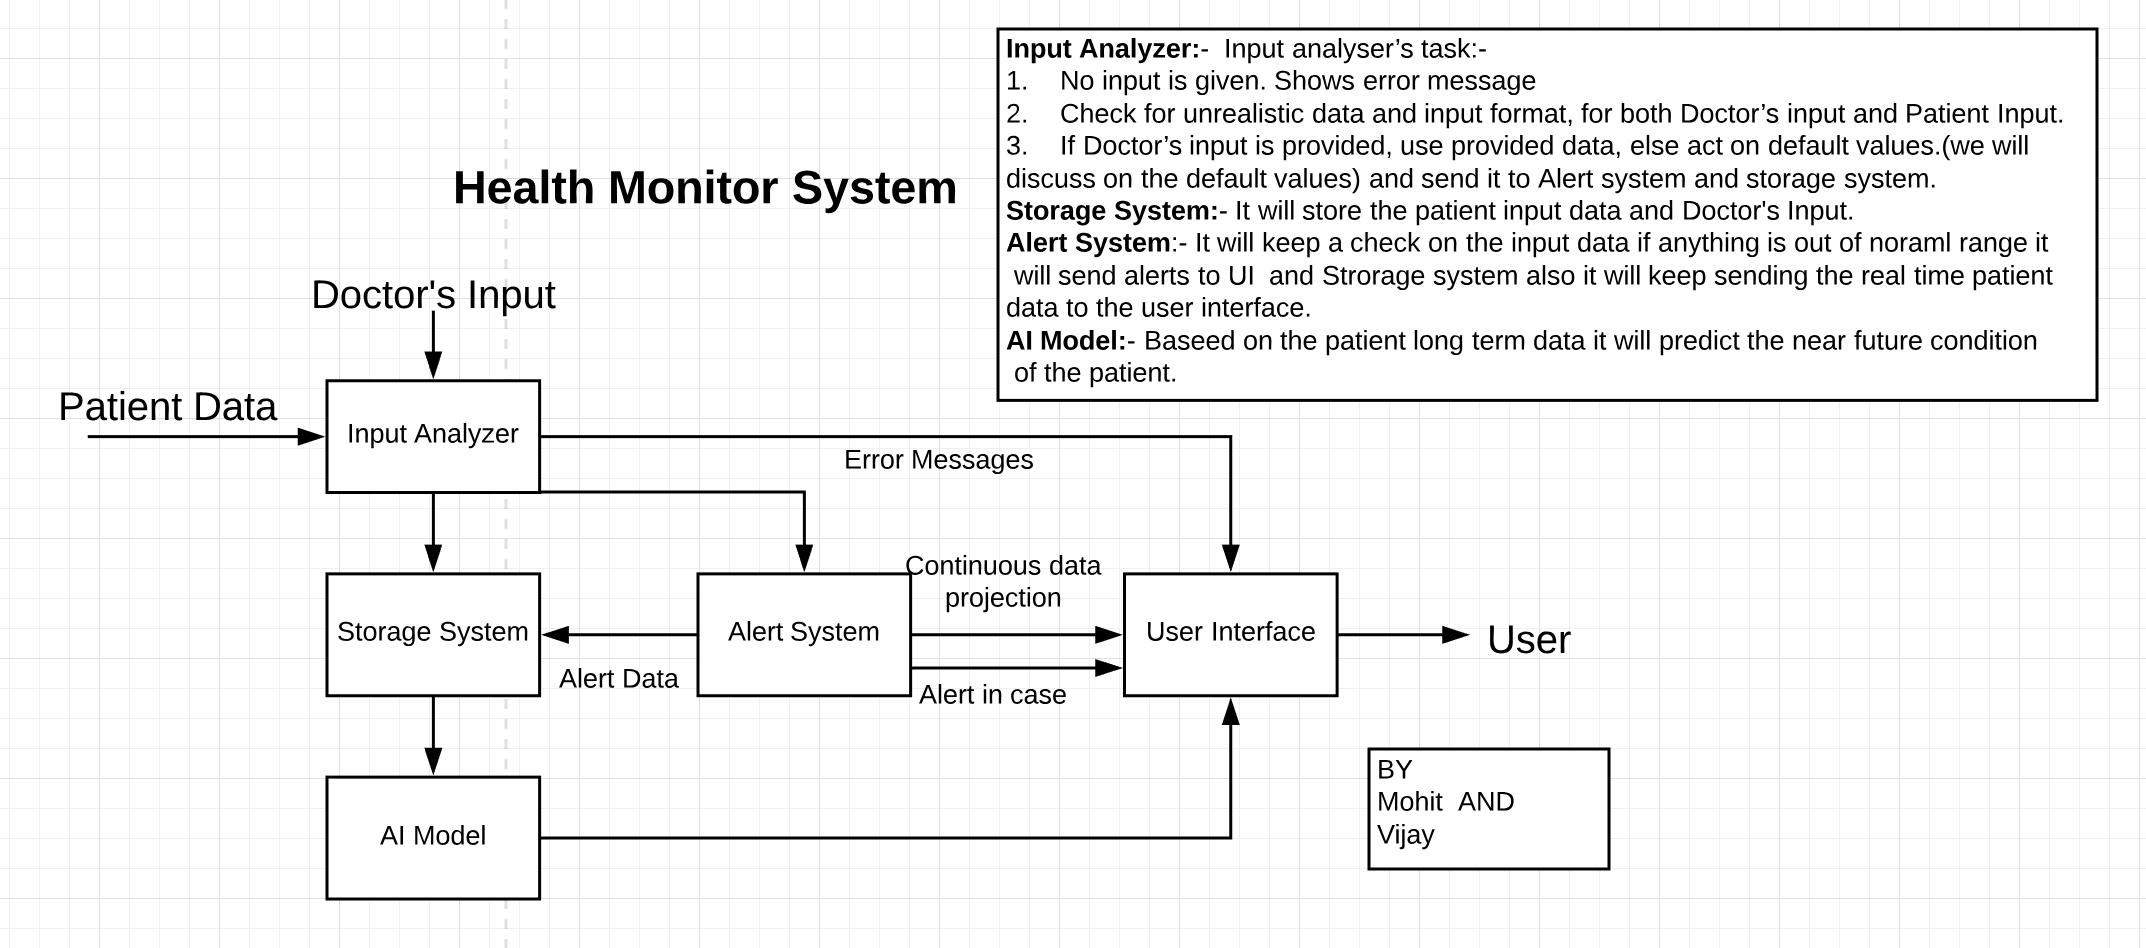 Input Analyzer:-  Input analyser’s task:-
1.    No input is given. Shows error message
2.    Check for unrealistic data and input format, for both Doctor’s input and Patient Input.
3.    If Doctor’s input is provided, use provided data, else act on default values.(we will
discuss on the default values) and send it to Alert system and storage system.
Storage System:- It will store the patient input data and Doctor's Input.
Alert System:- It will keep a check on the input data if anything is out of noraml range it
will send alerts to UI  and Strorage system also it will keep sending the real time patient
data to the user interface.
AI Model:- Baseed on the patient long term data it will predict the near future condition
of the patient.
Health Monitor System
Doctor's Input
Patient Data
Input Analyzer
Error Messages
Continuous data
projection
Storage System
Alert System
User Interface
User
Alert Data
Alert in case
AI Model
BY
Mohit  AND
Vijay